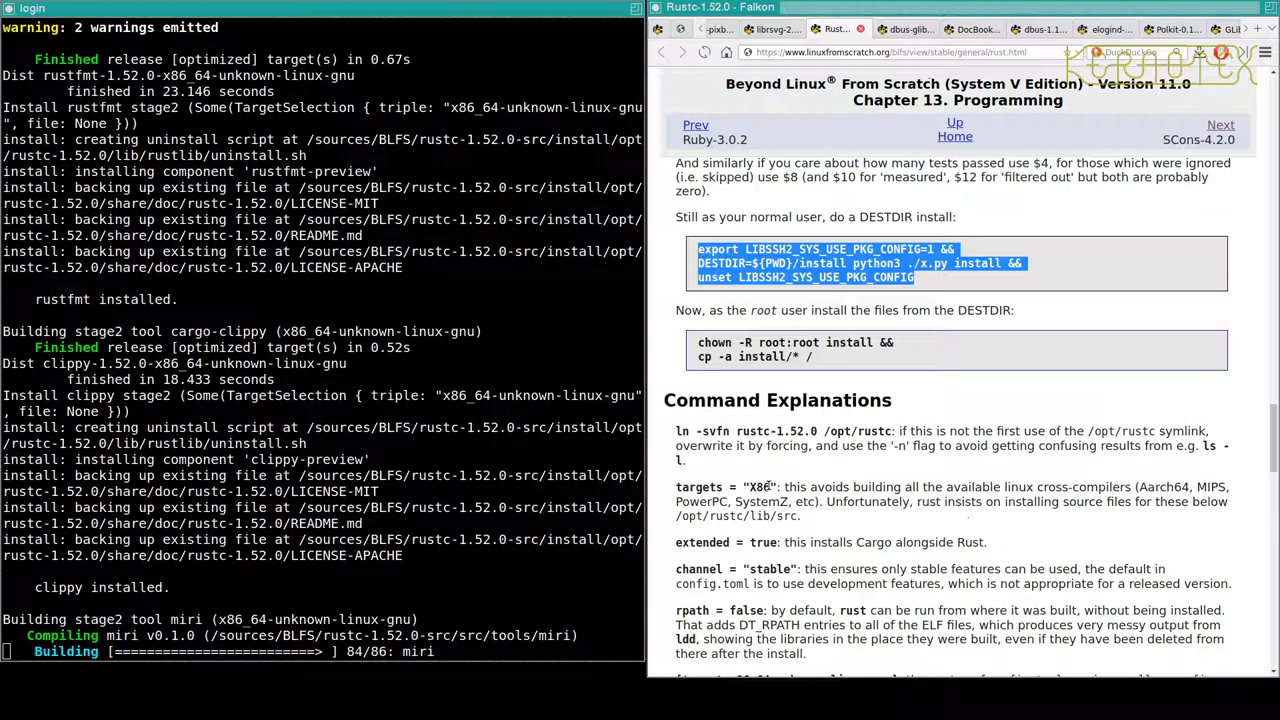 login
warning: 2 warnings emitted
Finished release [optimized] target(s) in 0.67s
Dist rustfmt-1.52.0-x86_64-unknown-linux-gnu
finished in 23.146 seconds
Install rustfmt stage2 (Some(TargetSelection { triple: "x86_64-unknown-linux-gnu
", file: None }))
install: creating uninstall script at /sources/BLFS/rustc-1.52.0-src/install/opt
/rustc-1.52.0/lib/rustlib/uninstall.sh
install: installing component 'rustfmt-preview'
install: backing up existing file at /sources/BLFS/rustc-1.52.0-src/install/opt/
rustc-1.52.0/share/doc/rustc-1.52.0/LICENSE-MIT
install: backing up existing file at /sources/BLFS/rustc-1.52.0-src/install/opt/
rustc-1.52.0/share/doc/rustc-1.52.0/README.md
install: backing up existing file at /sources/BLFS/rustc-1.52.0-src/install/opt/
rustc-1.52.0/share/doc/rustc-1.52.0/LICENSE-APACHE
rustfmt installed.
Building stage2 tool cargo-clippy (x86_64-unknown-linux-gnu)
Finished release [optimized] target(s) in 0.52s
Dist clippy-1.52.0-x86_64-unknown-linux-gnu
finished in 18.433 seconds
Install clippy stage2 (Some(TargetSelection { triple: "x86_64-unknown-linux-gnu"
, file: None }))
install: creating uninstall script at /sources/BLFS/rustc-1.52.0-src/install/opt
/rustc-1.52.0/lib/rustlib/uninstall.sh
install: installing component 'clippy-preview'
install: backing up existing file at /sources/BLFS/rustc-1.52.0-src/install/opt/
rustc-1.52.0/share/doc/rustc-1.52.0/LICENSE-MIT
install: backing up existing file at /sources/BLFS/rustc-1.52.0-src/install/opt/
rustc-1.52.0/share/doc/rustc-1.52.0/README.md
install: backing up existing file at /sources/BLFS/rustc-1.52.0-src/install/opt/
rustc-1.52.0/share/doc/rustc-1.52.0/LICENSE-APACHE
clippy installed.
Building stage2 tool miri (x86_64-unknown-linux-gnu)
Compiling miri v0.1.0 (/sources/BLFS/rustc-1.52.0-src/src/tools/miri)
Building [=========================> ] 84/86: miri
Rustc-1.52.0 - Falkon
-pixb... librsvg-2... Rust... dbus-glib... DocBook... dbus-1.1... elogind-... Polkit-0.1...
https://www.linuxfromscratch.org/blfs/view/stable/general/rust.html DuckDuckGo
Beyond Linux® From Scratch (System V Edition) - Version 11.0
Chapter 13. Programming
Prev Up Next
Ruby-3.0.2 Home SCons-4.2.0
And similarly if you care about how many tests passed use $4, for those which were ignored
(i.e. skipped) use $8 (and $10 for 'measured', $12 for 'filtered out' but both are probably
zero).
Still as your normal user, do a DESTDIR install:
export LIBSSH2_SYS_USE_PKG_CONFIG=1 &&
DESTDIR=${PWD}/install python3 ./x.py install &&
unset LIBSSH2_SYS_USE_PKG_CONFIG
Now, as the root user install the files from the DESTDIR:
chown -R root:root install &&
cp -a install/* /
Command Explanations
ln -svfn rustc-1.52.0 /opt/rustc: if this is not the first use of the /opt/rustc symlink,
overwrite it by forcing, and use the '-n' flag to avoid getting confusing results from e.g. ls -
l.
targets = "X86": this avoids building all the available linux cross-compilers (Aarch64, MIPS,
PowerPC, SystemZ, etc). Unfortunately, rust insists on installing source files for these below
/opt/rustc/lib/src.
extended = true: this installs Cargo alongside Rust.
channel = "stable": this ensures only stable features can be used, the default in
config.toml is to use development features, which is not appropriate for a released version.
rpath = false: by default, rust can be run from where it was built, without being installed.
That adds DT_RPATH entries to all of the ELF files, which produces very messy output from
ldd, showing the libraries in the place they were built, even if they have been deleted from
there after the install.